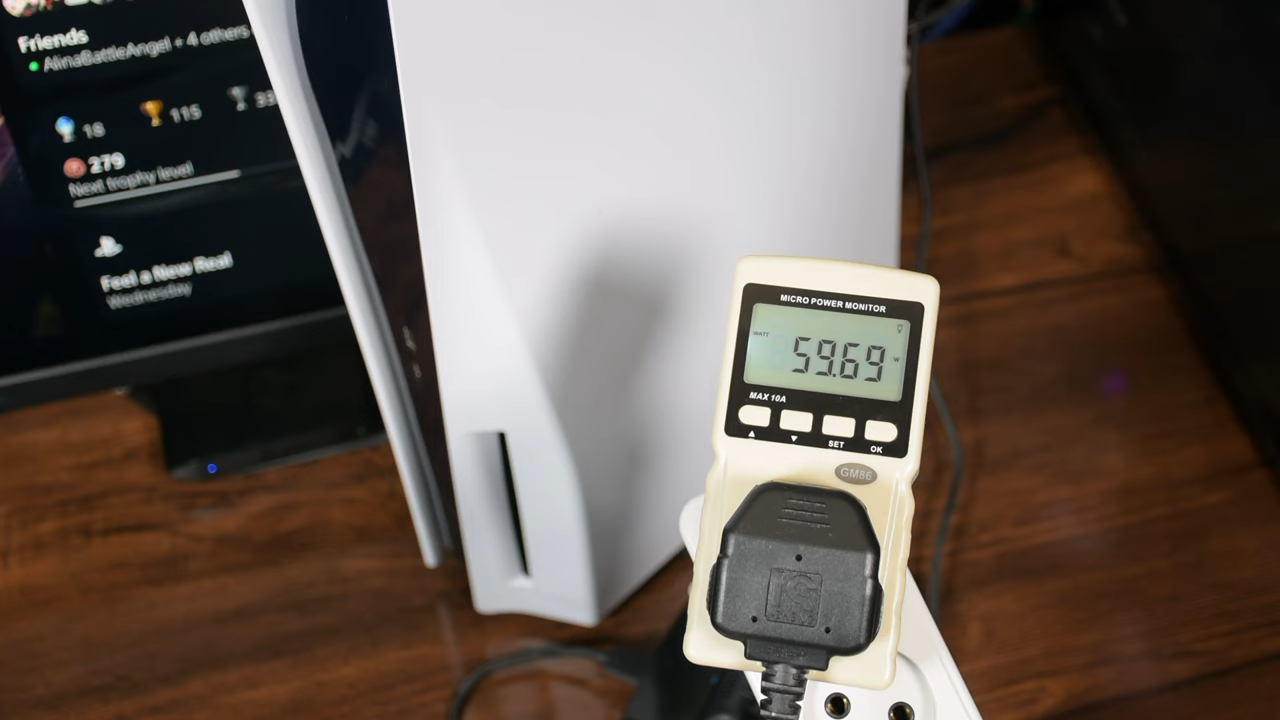 Friends
AlinaBattleAngel + 4 others
18
115
33
279
Next trophy level
Feel a New Real
Wednesday
MICRO POWER MONITOR
WATT
59.69
W
MAX 10A
SET
OK
GM86